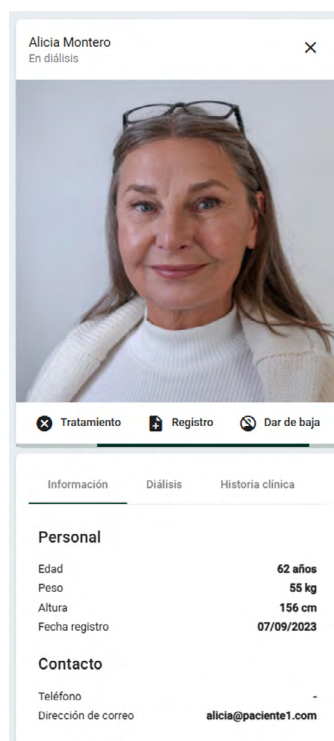 Alicia Montero
En diálisis
Tratamiento Registro Dar de baja
Información Diálisis Historia clínica
Personal
Edad 62 años
Peso 55 kg
Altura 156 cm
Fecha registro 07/09/2023
Contacto
Teléfono -
Dirección de correo alicia@paciente1.com